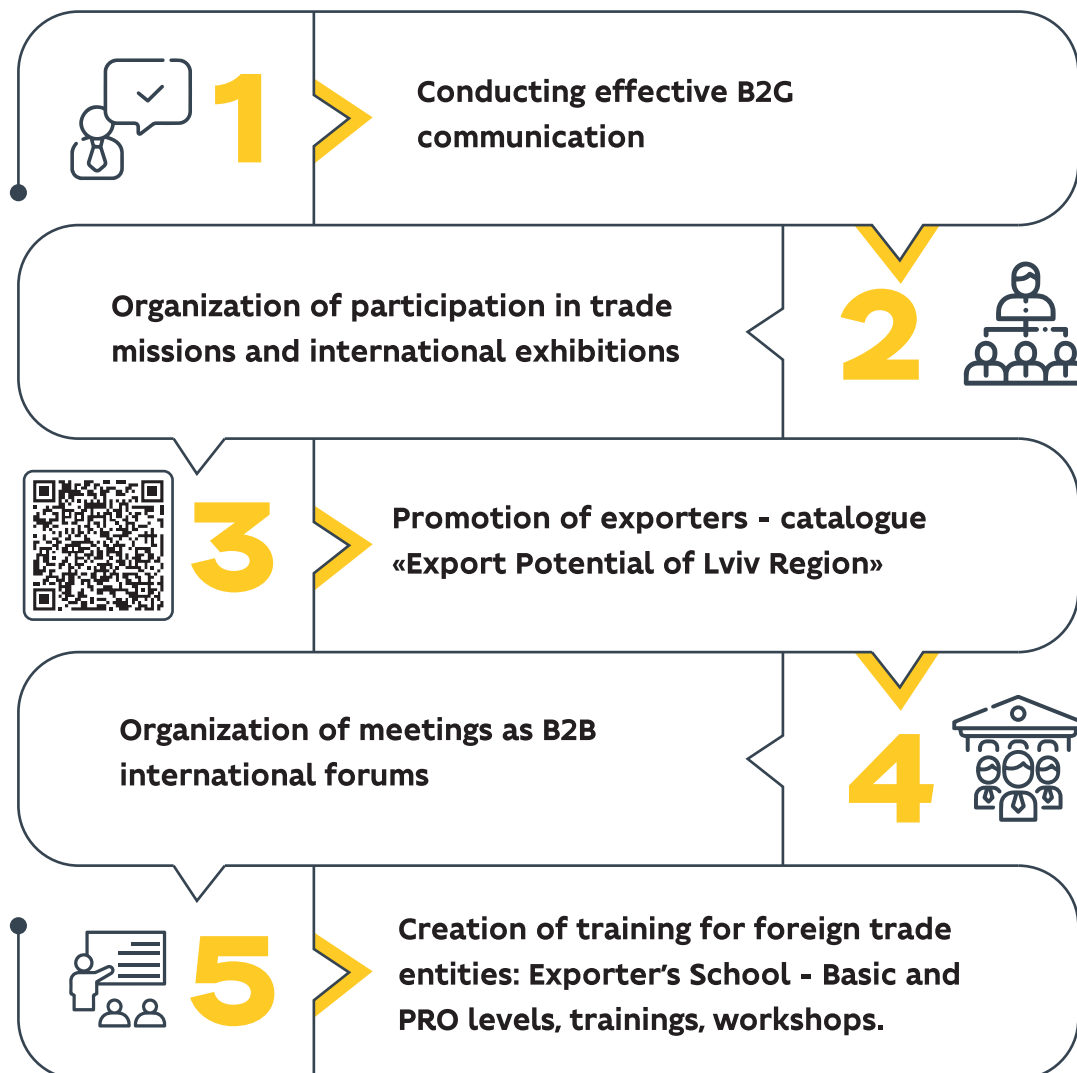 1
Conducting effective B2G
communication
Organization of participation in trade
missions and international exhibitions
2
3
Promotion of exporters - catalogue
«Export Potential of Lviv Region»
Organization of meetings as B2B
international forums
4
5
Creation of training for foreign trade
entities: Exporter’s School - Basic and
PRO levels, trainings, workshops.